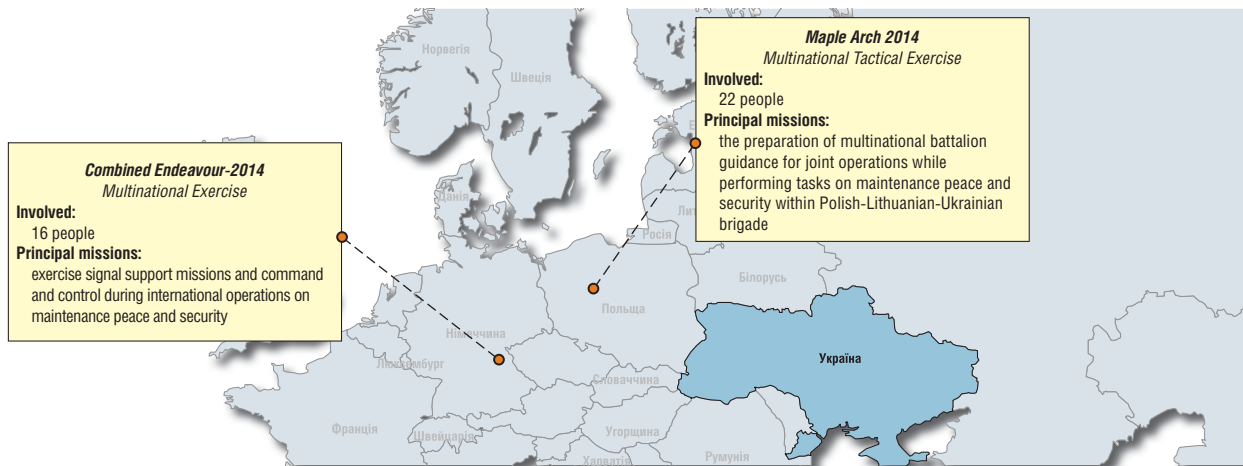 Combined Endeavour-2014
Multinational Exercise
Involved:
16 people
Principal missions:
exercise signal support missions and command
and control during international operations on
maintenance peace and security
Maple Arch 2014
Multinational Tactical Exercise
Involved:
22 people
Principal missions:
the preparation of multinational battalion
guidance for joint operations while
performing tasks on maintenance peace and
security within Polish-Lithuanian-Ukrainian
brigade
Норвегія
Швеція
Данія
Росія
Білорусь
Польща
Німеччина
Люксембург
Україна
Словаччина
Франція
Швейцарія
Угорщина
Хорватія
Румунія